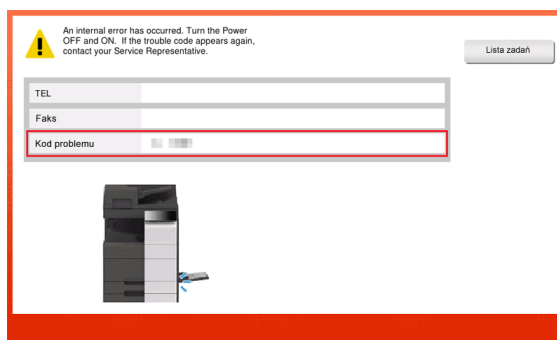 An internal error has occurred. Turn the Power
OFF and ON. If the trouble code appears again,
contact your Service Representative.
Lista zadań
TEL
Faks
Kod problemu